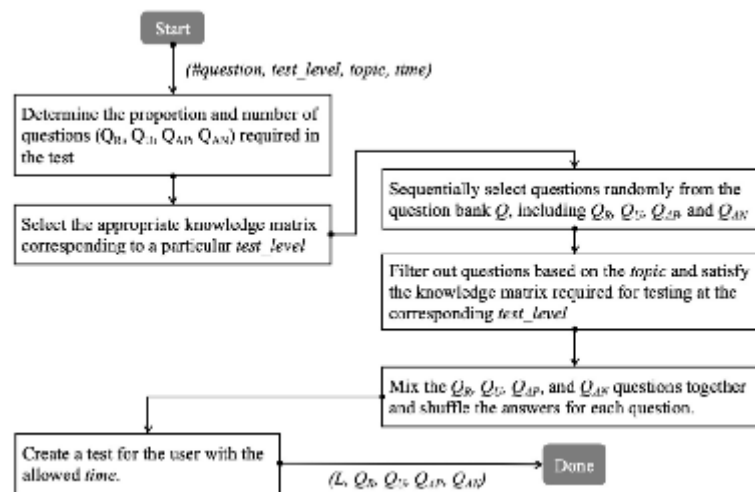 Start
(#question, test_level, topic, time)
Determine the proportion and number of
questions (Q_R, Q_U, Q_AP, Q_AN) required in
the test
Select the appropriate knowledge matrix
corresponding to a particular test_level
Sequentially select questions randomly from the
question bank Q, including Q_R, Q_U, Q_AP, and Q_AN
Filter out questions based on the topic and satisfy
the knowledge matrix required for testing at the
corresponding test_level
Mix the Q_R, Q_U, Q_AP, and Q_AN questions together
and shuffle the answers for each question.
Create a test for the user with the
allowed time.
(L, Q_R, Q_U, Q_AP, Q_AN)
Done